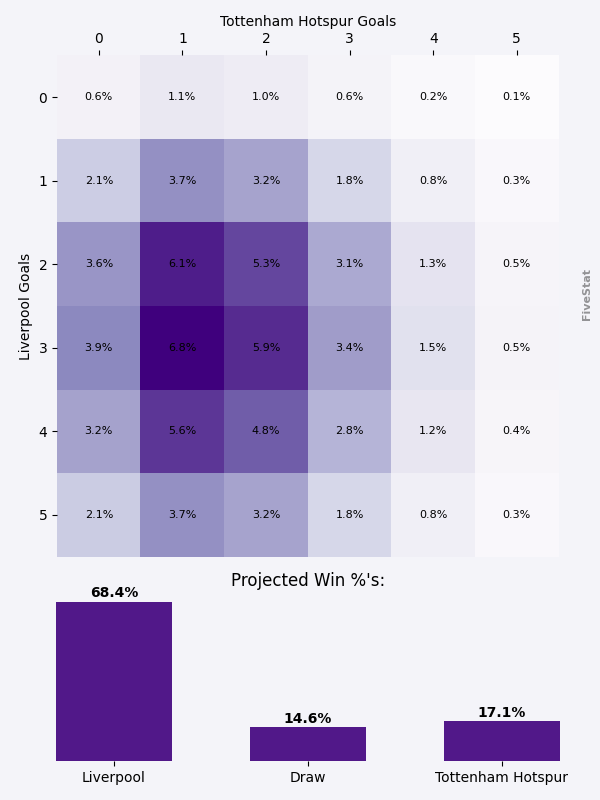 Tottenham Hotspur Goals
0 1 2 3 4 5
0 0.6% 1.1% 1.0% 0.6% 0.2% 0.1%
1 2.1% 3.7% 3.2% 1.8% 0.8% 0.3%
2 3.6% 6.1% 5.3% 3.1% 1.3% 0.5%
Liverpool Goals
3 3.9% 6.8% 5.9% 3.4% 1.5% 0.5%
4 3.2% 5.6% 4.8% 2.8% 1.2% 0.4%
5 2.1% 3.7% 3.2% 1.8% 0.8% 0.3%
FiveStat
Projected Win %'s:
68.4%
14.6%
17.1%
Liverpool Draw Tottenham Hotspur